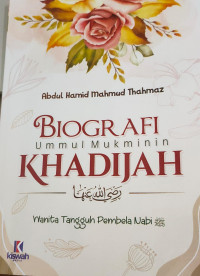 Abdul Hamid Mahmud Thahmaz
BIOGRAFI
Ummul Mukminin
KHADIJAH
رضي الله عنها
Wanita Tangguh Pembela Nabi ﷺ
kiswah